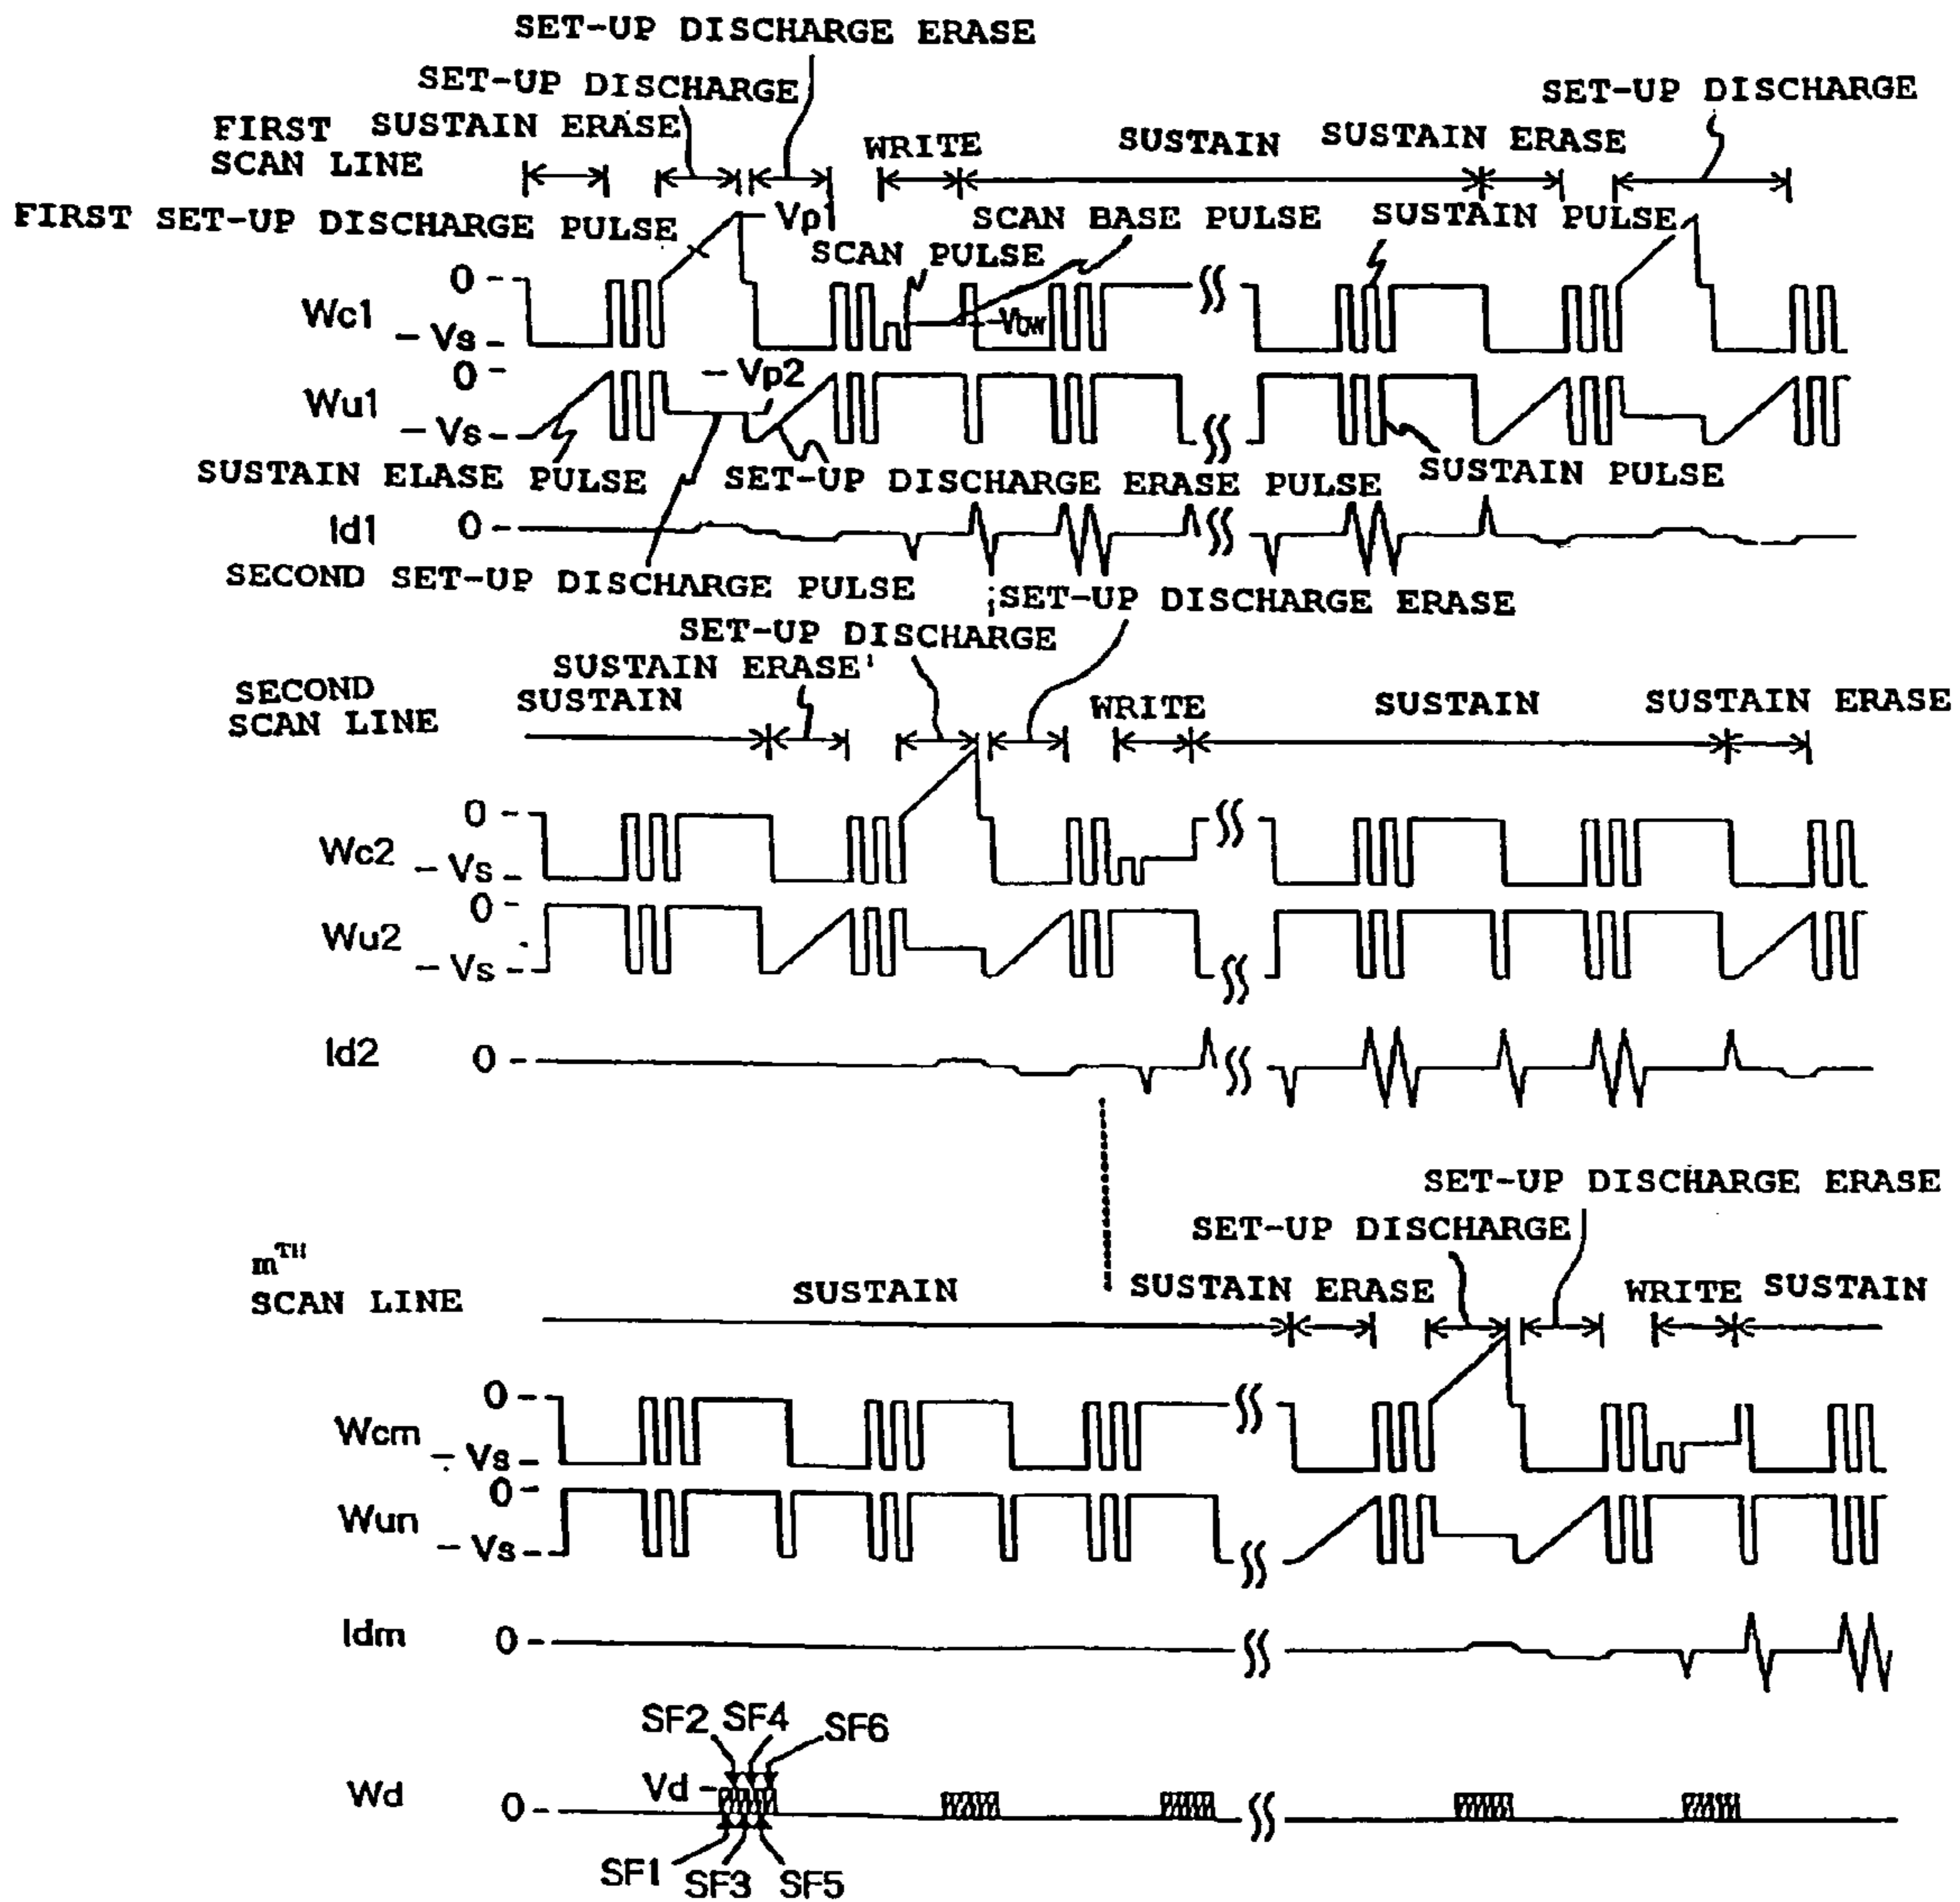 SET-UP DISCHARGE ERASE
SET-UP DISCHARGE
SET-UP DISCHARGE
FIRST
SCAN LINE
SUSTAIN ERASE
WRITE
SUSTAIN
SUSTAIN ERASE
FIRST SET-UP DISCHARGE PULSE
Vp1
SCAN BASE PULSE
SUSTAIN PULSE
SCAN PULSE
0
Wc1
-Vs
-Vbw
0
-Vp2
Wu1
-Vs
SUSTAIN ELASE PULSE
SET-UP DISCHARGE ERASE PULSE
SUSTAIN PULSE
Id1
0
SECOND SET-UP DISCHARGE PULSE
SET-UP DISCHARGE ERASE
SET-UP DISCHARGE
SUSTAIN ERASE
SECOND
SCAN LINE
SUSTAIN
WRITE
SUSTAIN
SUSTAIN ERASE
0
Wc2
-Vs
0
Wu2
-Vs
Id2
0
SET-UP DISCHARGE ERASE
SET-UP DISCHARGE
mTH
SCAN LINE
SUSTAIN
SUSTAIN ERASE
WRITE
SUSTAIN
0
Wcm
-Vs
0
Wun
-Vs
Idm
0
SF2 SF4 SF6
Vd
Wd
0
SF1 SF3 SF5